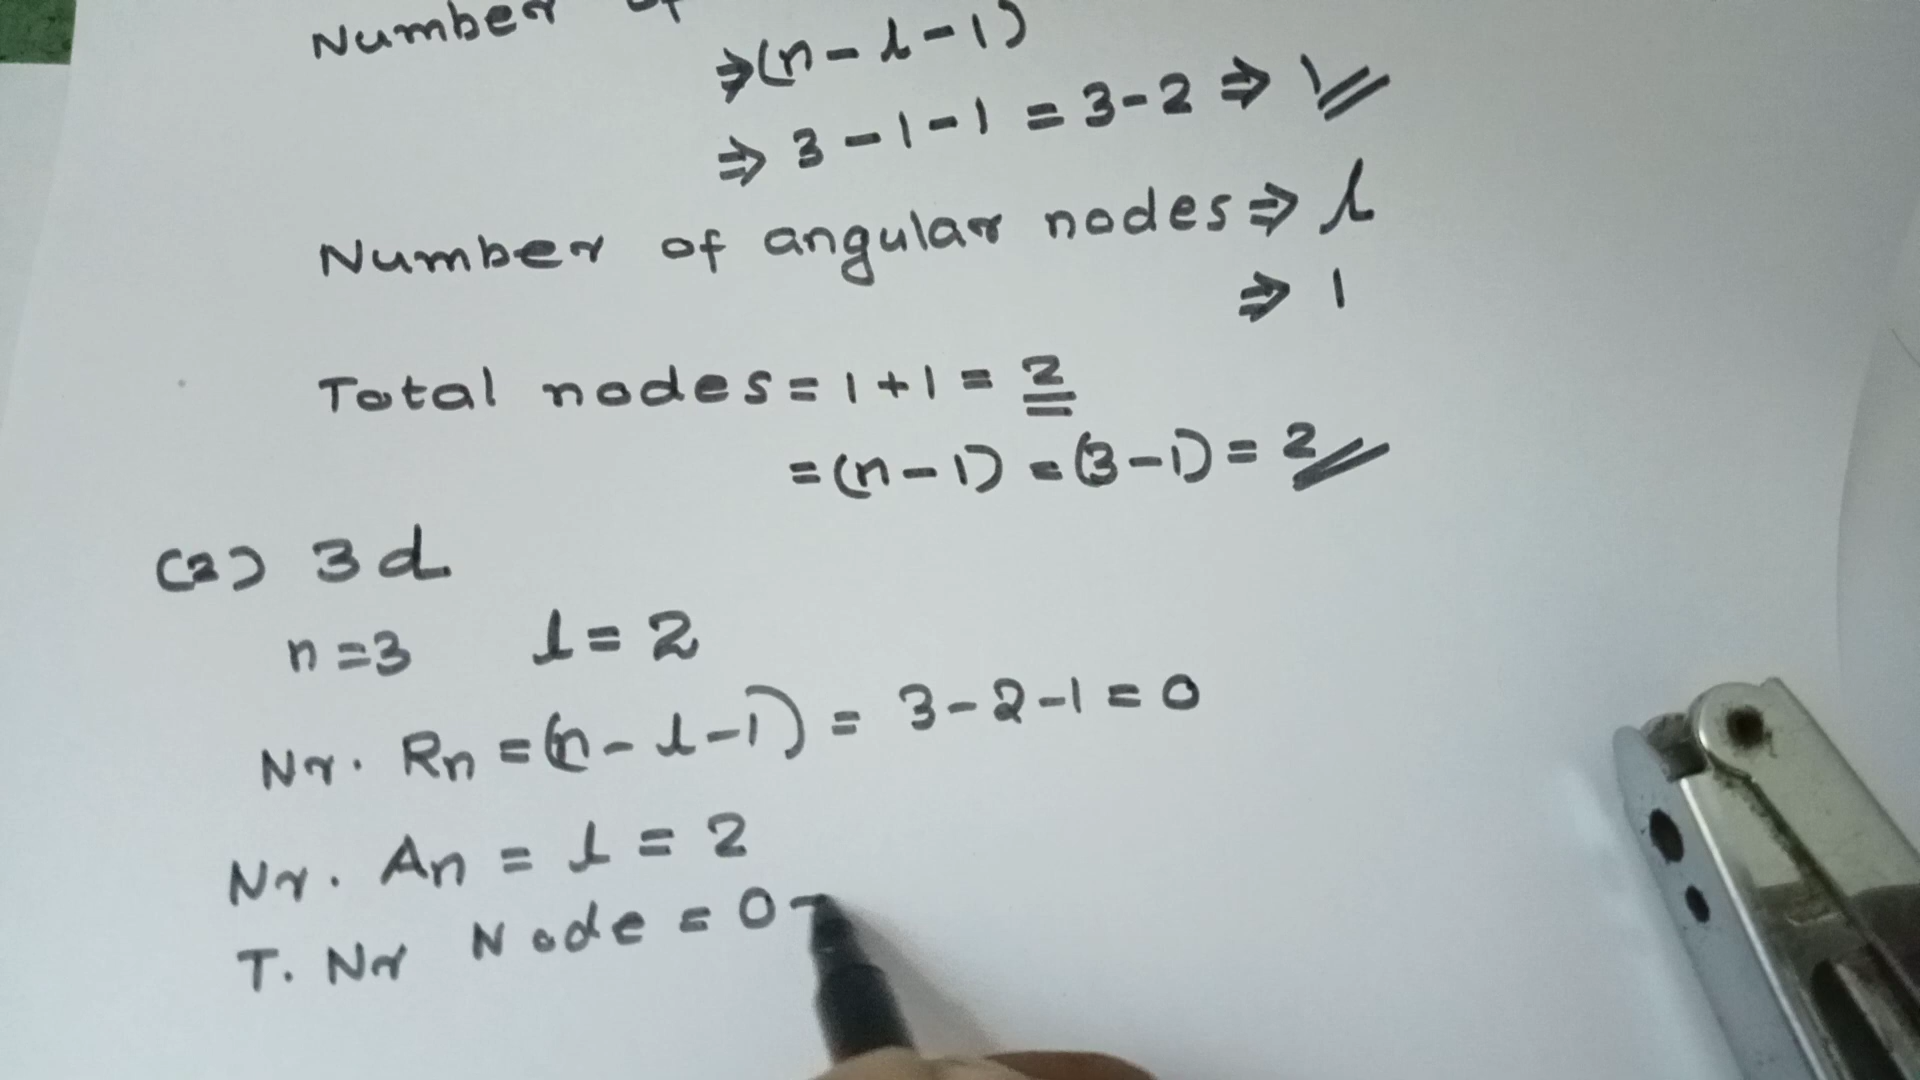 Number of
⇒(n-l-1)
⇒ 3-1-1 = 3-2 ⇒ 1
Number of angular nodes ⇒ l
⇒ 1
Total nodes = 1+1 = 2
= (n-1) = (3-1) = 2
(2) 3d
n=3 l=2
Nr. Rn = (n-l-1) = 3-2-1 = 0
Nr. An = l = 2
T. Nr Node = 0